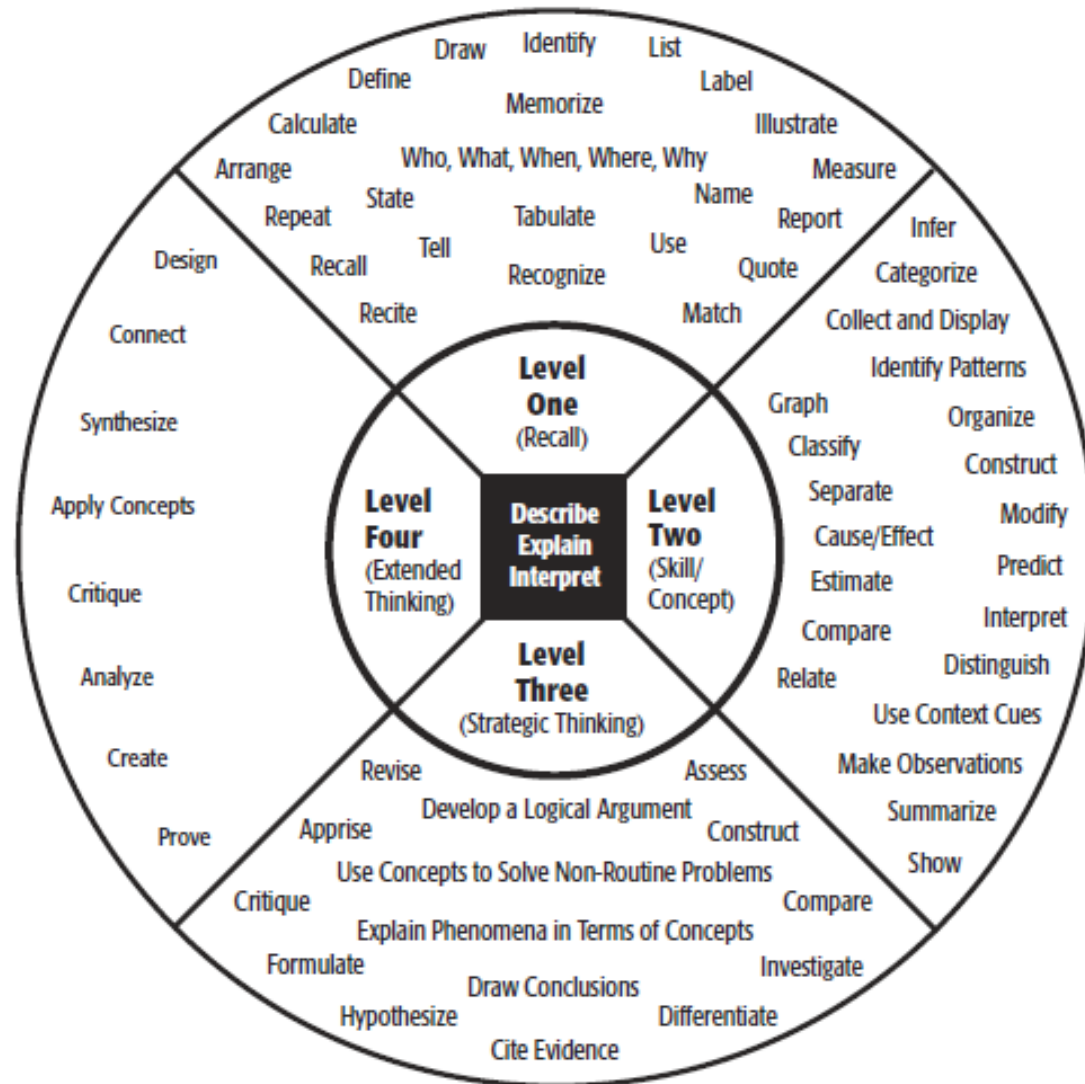 Draw
Identify
List
Define
Label
Memorize
Calculate
Illustrate
Who, What, When, Where, Why
Arrange
Measure
State
Name
Repeat
Tabulate
Report
Tell
Use
Recall
Recognize
Quote
Recite
Match
Level
One
(Recall)
Infer
Categorize
Collect and Display
Identify Patterns
Graph
Organize
Classify
Construct
Separate
Modify
Cause/Effect
Predict
Estimate
Interpret
Compare
Distinguish
Relate
Use Context Cues
Make Observations
Summarize
Show
Level
Two
(Skill/
Concept)
Describe
Explain
Interpret
Level
Three
(Strategic Thinking)
Revise
Assess
Develop a Logical Argument
Apprise
Construct
Use Concepts to Solve Non-Routine Problems
Critique
Compare
Explain Phenomena in Terms of Concepts
Formulate
Investigate
Draw Conclusions
Hypothesize
Differentiate
Cite Evidence
Level
Four
(Extended
Thinking)
Design
Connect
Synthesize
Apply Concepts
Critique
Analyze
Create
Prove